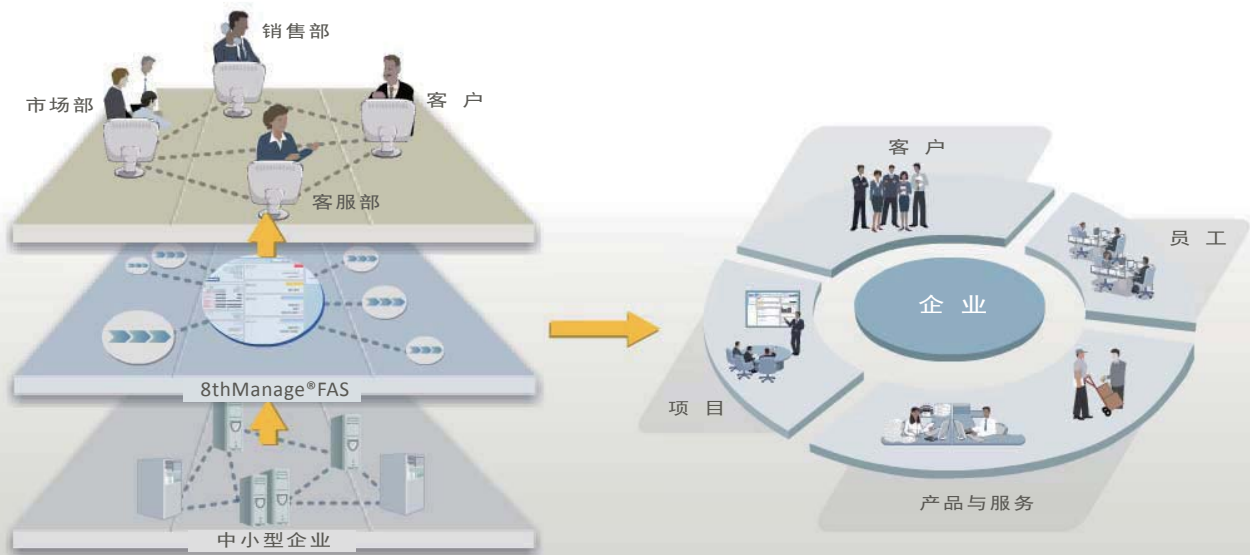 销售部
市场部
客 户
客服部
8thManage®FAS
中小型企业
客 户
员 工
企 业
项 目
产品与服务